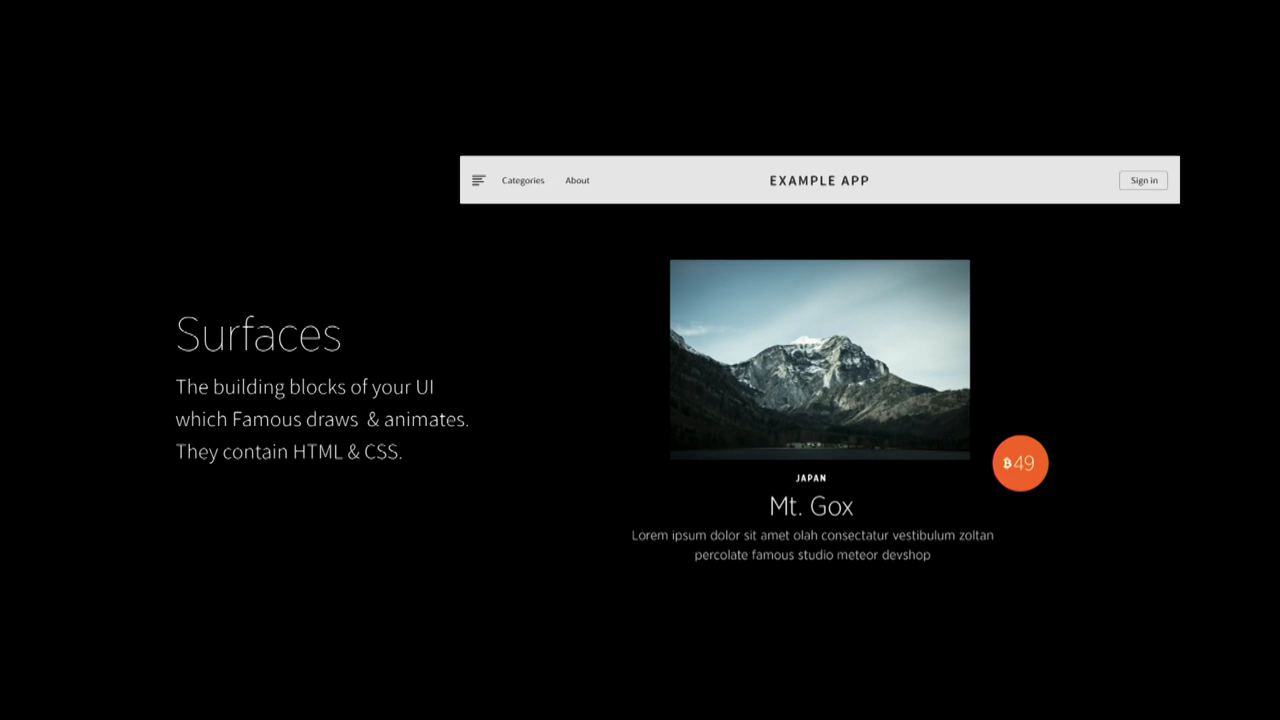 Categories
About
EXAMPLE APP
Sign in
Surfaces
The building blocks of your UI
which Famous draws & animates.
They contain HTML & CSS.
₿49
JAPAN
Mt. Gox
Lorem ipsum dolor sit amet olah consectatur vestibulum zoltan
percolate famous studio meteor devshop